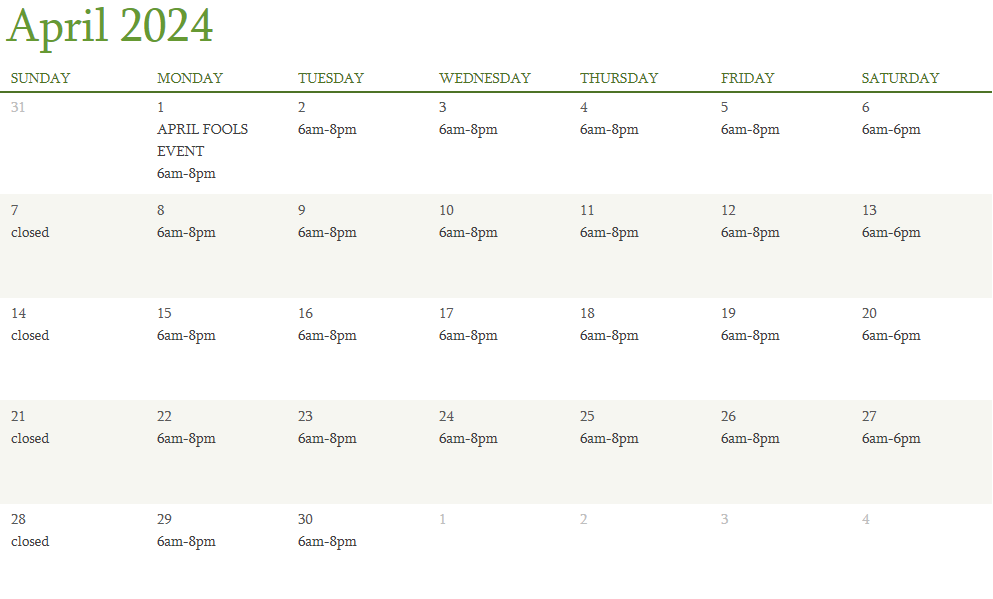 April 2024
SUNDAY MONDAY TUESDAY WEDNESDAY THURSDAY FRIDAY SATURDAY
31 1 2 3 4 5 6
APRIL FOOLS 6am-8pm 6am-8pm 6am-8pm 6am-8pm 6am-6pm
EVENT
6am-8pm
7 8 9 10 11 12 13
closed 6am-8pm 6am-8pm 6am-8pm 6am-8pm 6am-8pm 6am-6pm
14 15 16 17 18 19 20
closed 6am-8pm 6am-8pm 6am-8pm 6am-8pm 6am-8pm 6am-6pm
21 22 23 24 25 26 27
closed 6am-8pm 6am-8pm 6am-8pm 6am-8pm 6am-8pm 6am-6pm
28 29 30 1 2 3 4
closed 6am-8pm 6am-8pm